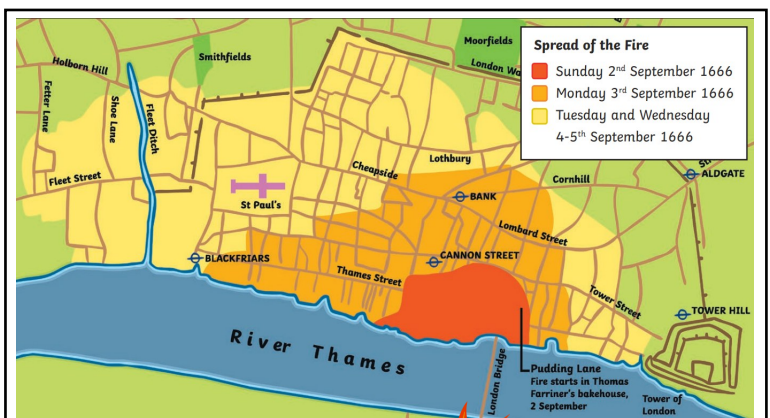 Spread of the Fire
Sunday 2nd September 1666
Monday 3rd September 1666
Tuesday and Wednesday
4-5th September 1666
Moorfields
London Wa
Smithfields
Holborn Hill
Fetter Lane
Shoe Lane
Fleet Ditch
Fleet Street
St Paul's
Cheapside
Lothbury
Cornhill
ALDGATE
BANK
Lombard Street
BLACKFRIARS
CANNON STREET
Thames Street
Tower Street
TOWER HILL
River Thames
London Bridge
Pudding Lane
Fire starts in Thomas
Farriner's bakehouse,
2 September
Tower of
London